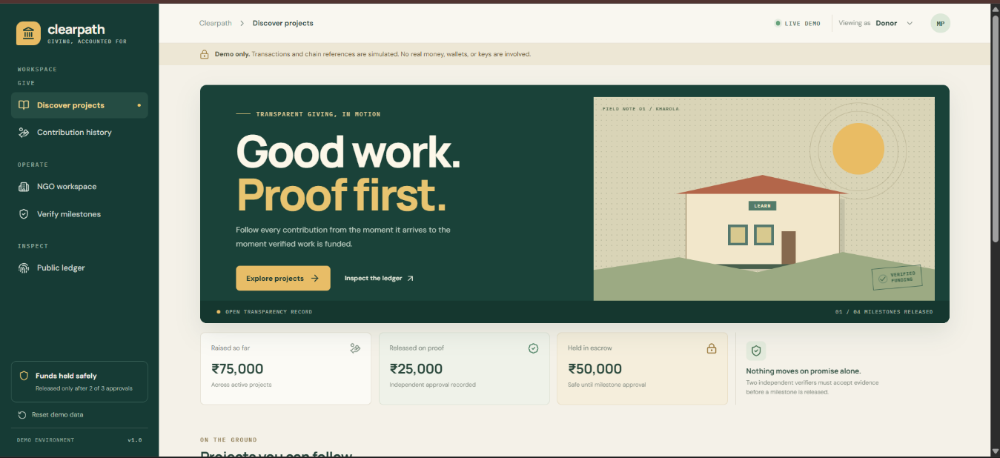 clearpath
GIVING, ACCOUNTED FOR
WORKSPACE
GIVE
Discover projects
Contribution history
OPERATE
NGO workspace
Verify milestones
INSPECT
Public ledger
Funds held safely
Released only after 2 of 3 approvals
Reset demo data
DEMO ENVIRONMENT
v1.0
Clearpath
Discover projects
LIVE DEMO
Viewing as Donor
MP
Demo only. Transactions and chain references are simulated. No real money, wallets, or keys are involved.
TRANSPARENT GIVING, IN MOTION
Good work.
Proof first.
Follow every contribution from the moment it arrives to the
moment verified work is funded.
Explore projects
Inspect the ledger
FIELD NOTE 01 / KHAROLA
LEARN
VERIFIED
FUNDING
OPEN TRANSPARENCY RECORD
01 / 04 MILESTONES RELEASED
Raised so far
₹75,000
Across active projects
Released on proof
₹25,000
Independent approval recorded
Held in escrow
₹50,000
Safe until milestone approval
Nothing moves on promise alone.
Two independent verifiers must accept evidence
before a milestone is released.
ON THE GROUND
Projects you can follow